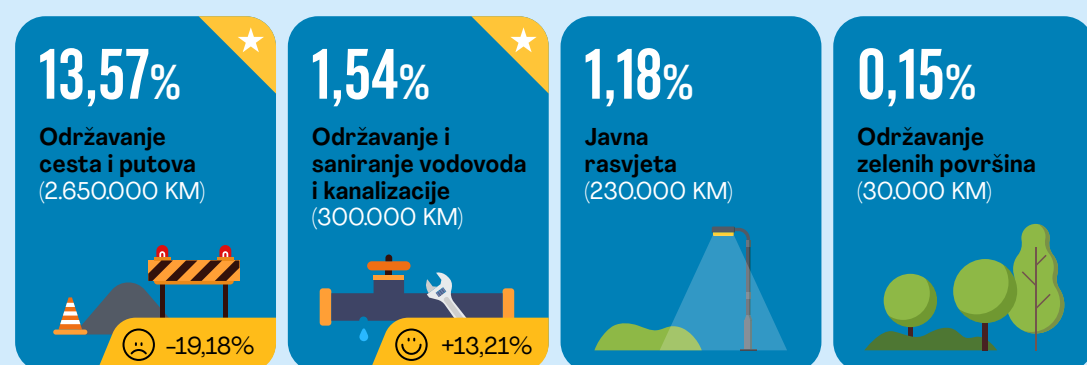 13,57%
Održavanje
cesta i putova
(2.650.000 KM)
-19,18%
1,54%
Održavanje i
saniranje vodovoda
i kanalizacije
(300.000 KM)
+13,21%
1,18%
Javna
rasvjeta
(230.000 KM)
0,15%
Održavanje
zelenih površina
(30.000 KM)